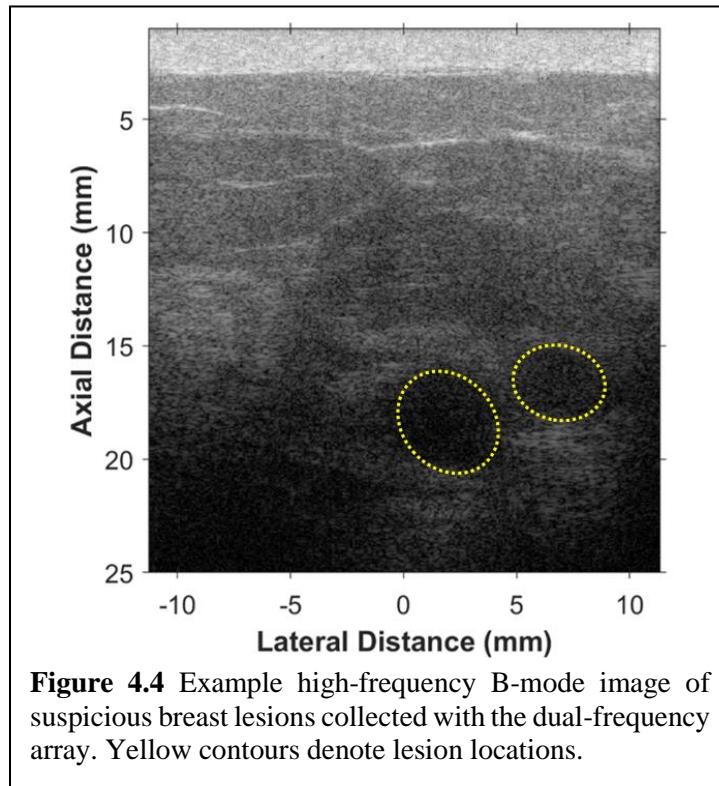 5
10
15
20
25
Axial Distance (mm)
-10 -5 0 5 10
Lateral Distance (mm)
Figure 4.4 Example high-frequency B-mode image of
suspicious breast lesions collected with the dual-frequency
array. Yellow contours denote lesion locations.